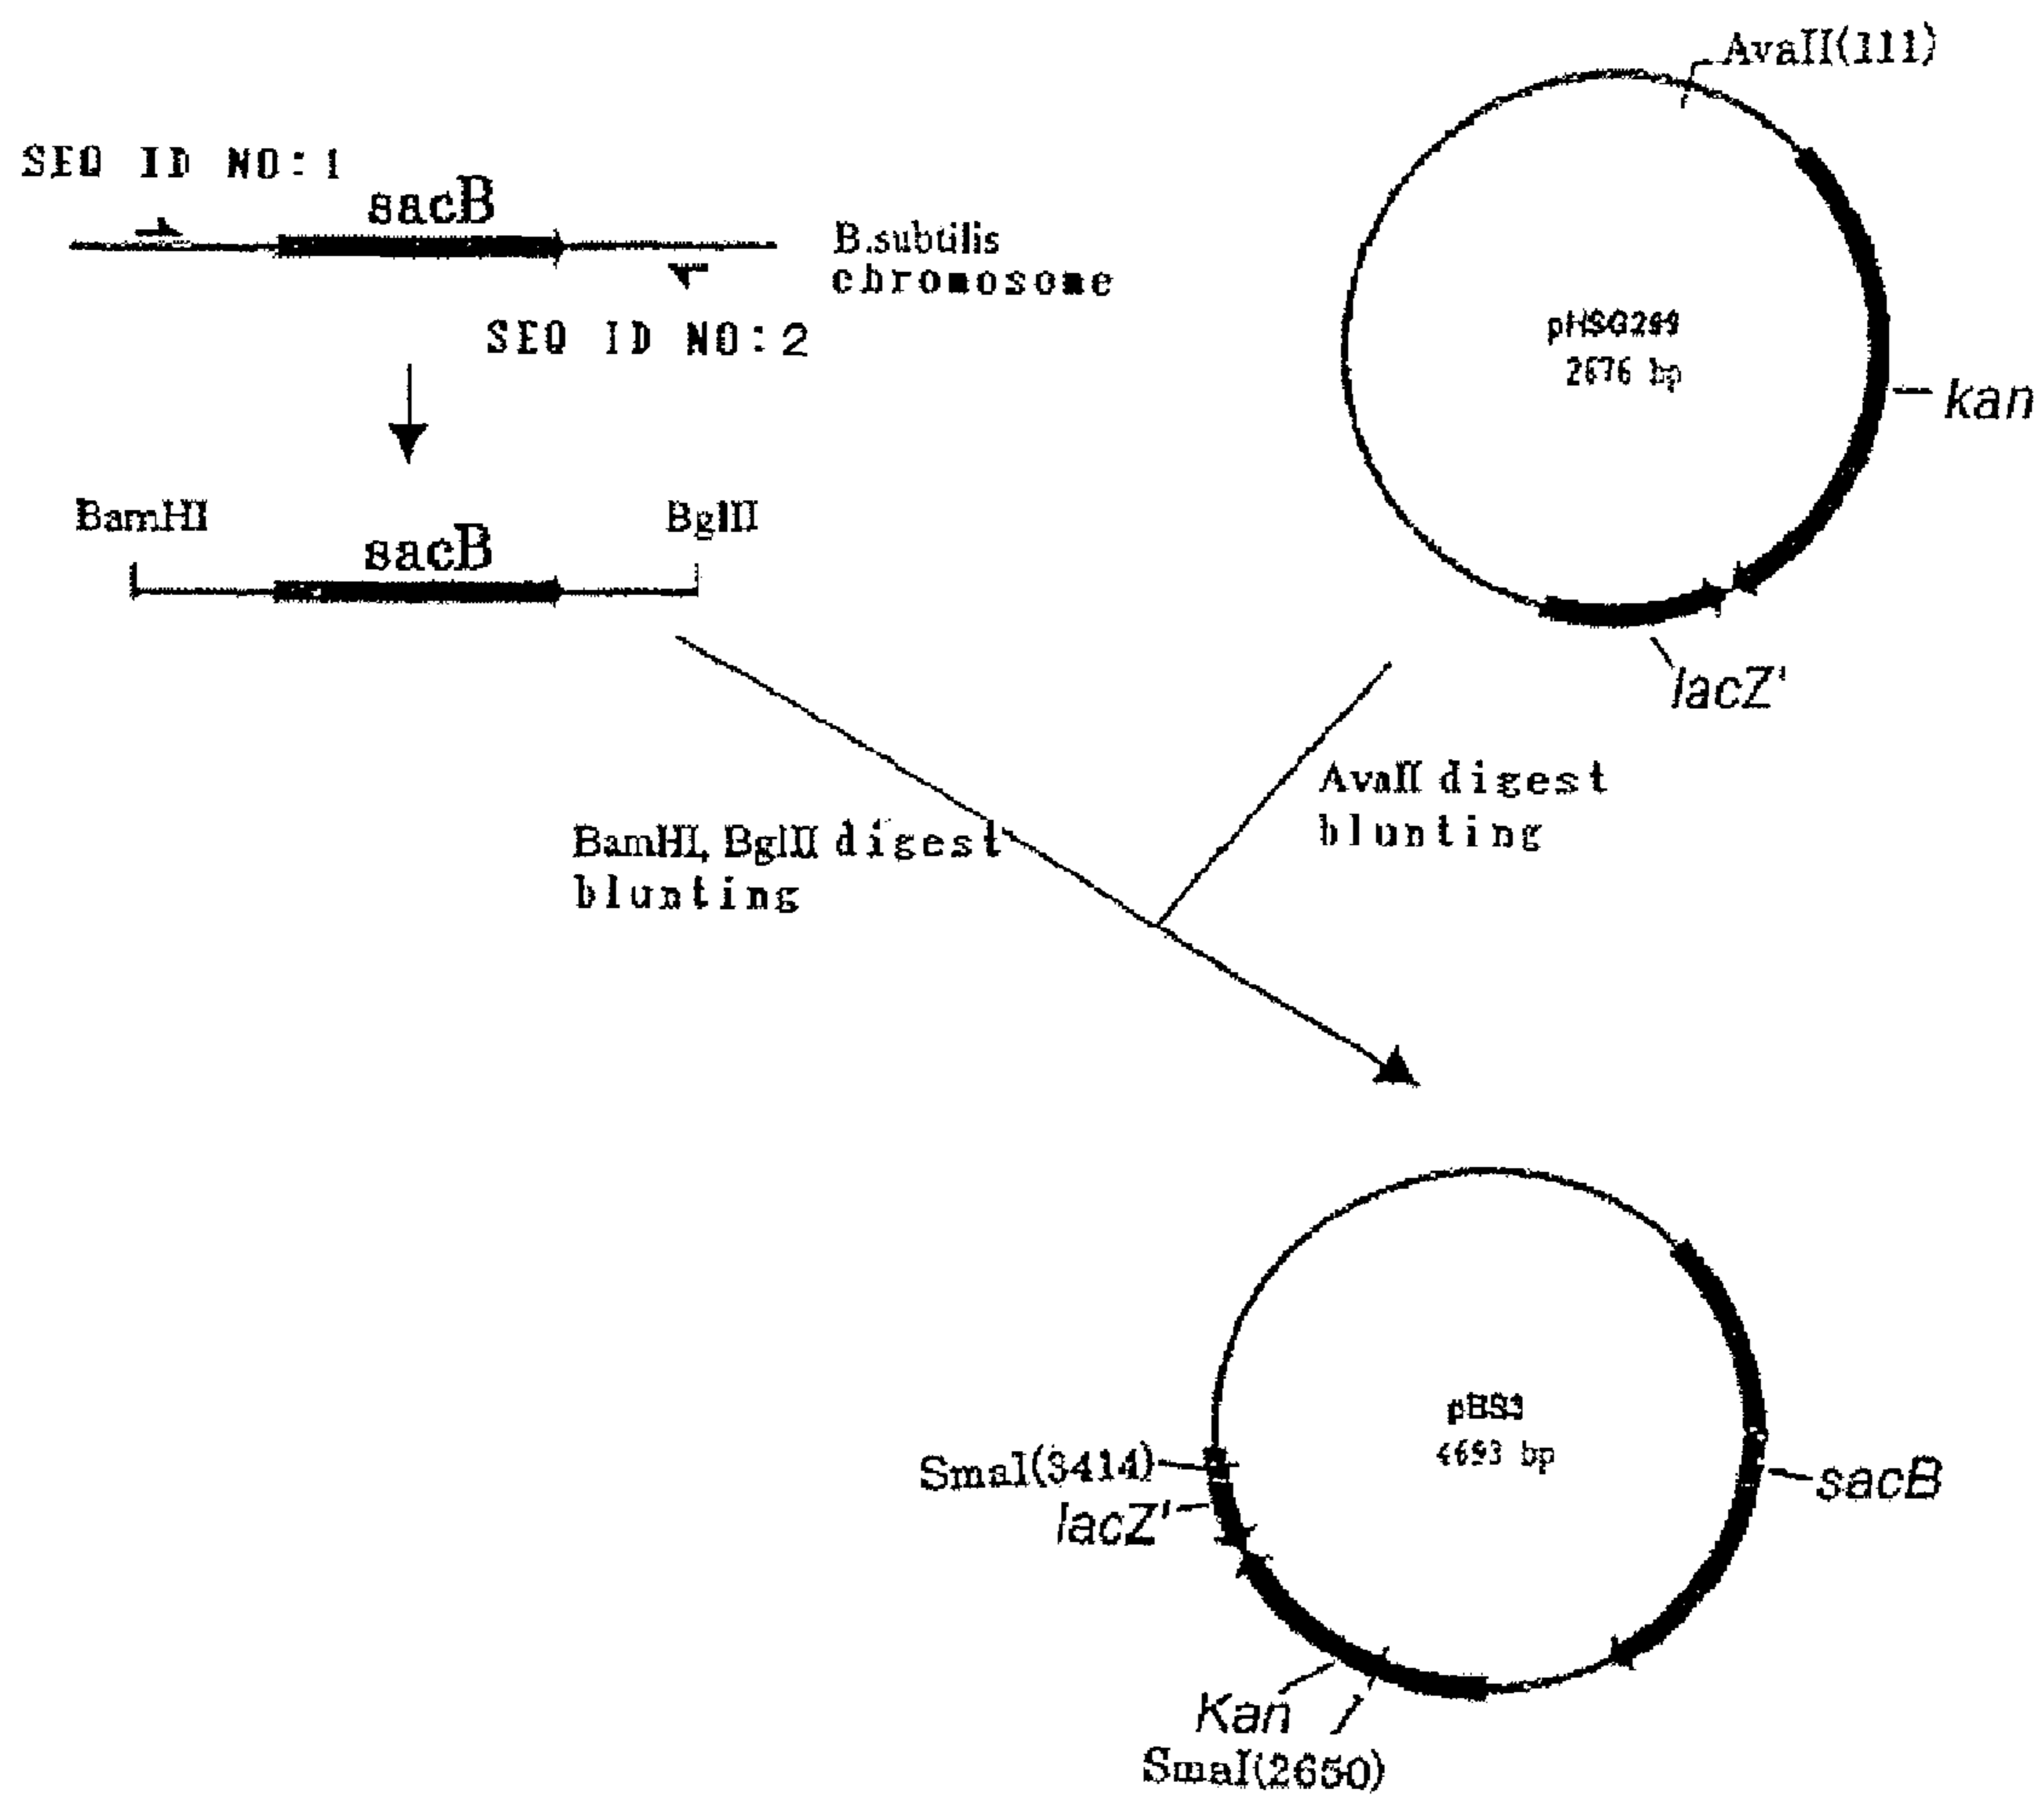 AvaII(111)
SEQ ID NO:1
sacB
B.subtilis
chromosome
SEQ ID NO:2
pHSG299
2676 bp
kan
BamHI
BglII
sacB
lacZ'
AvaII digest
blunting
BamHI, BglII digest
blunting
pBS3
4693 bp
SmaI(3414)
lacZ'
sacB
Kan
SmaI(2650)